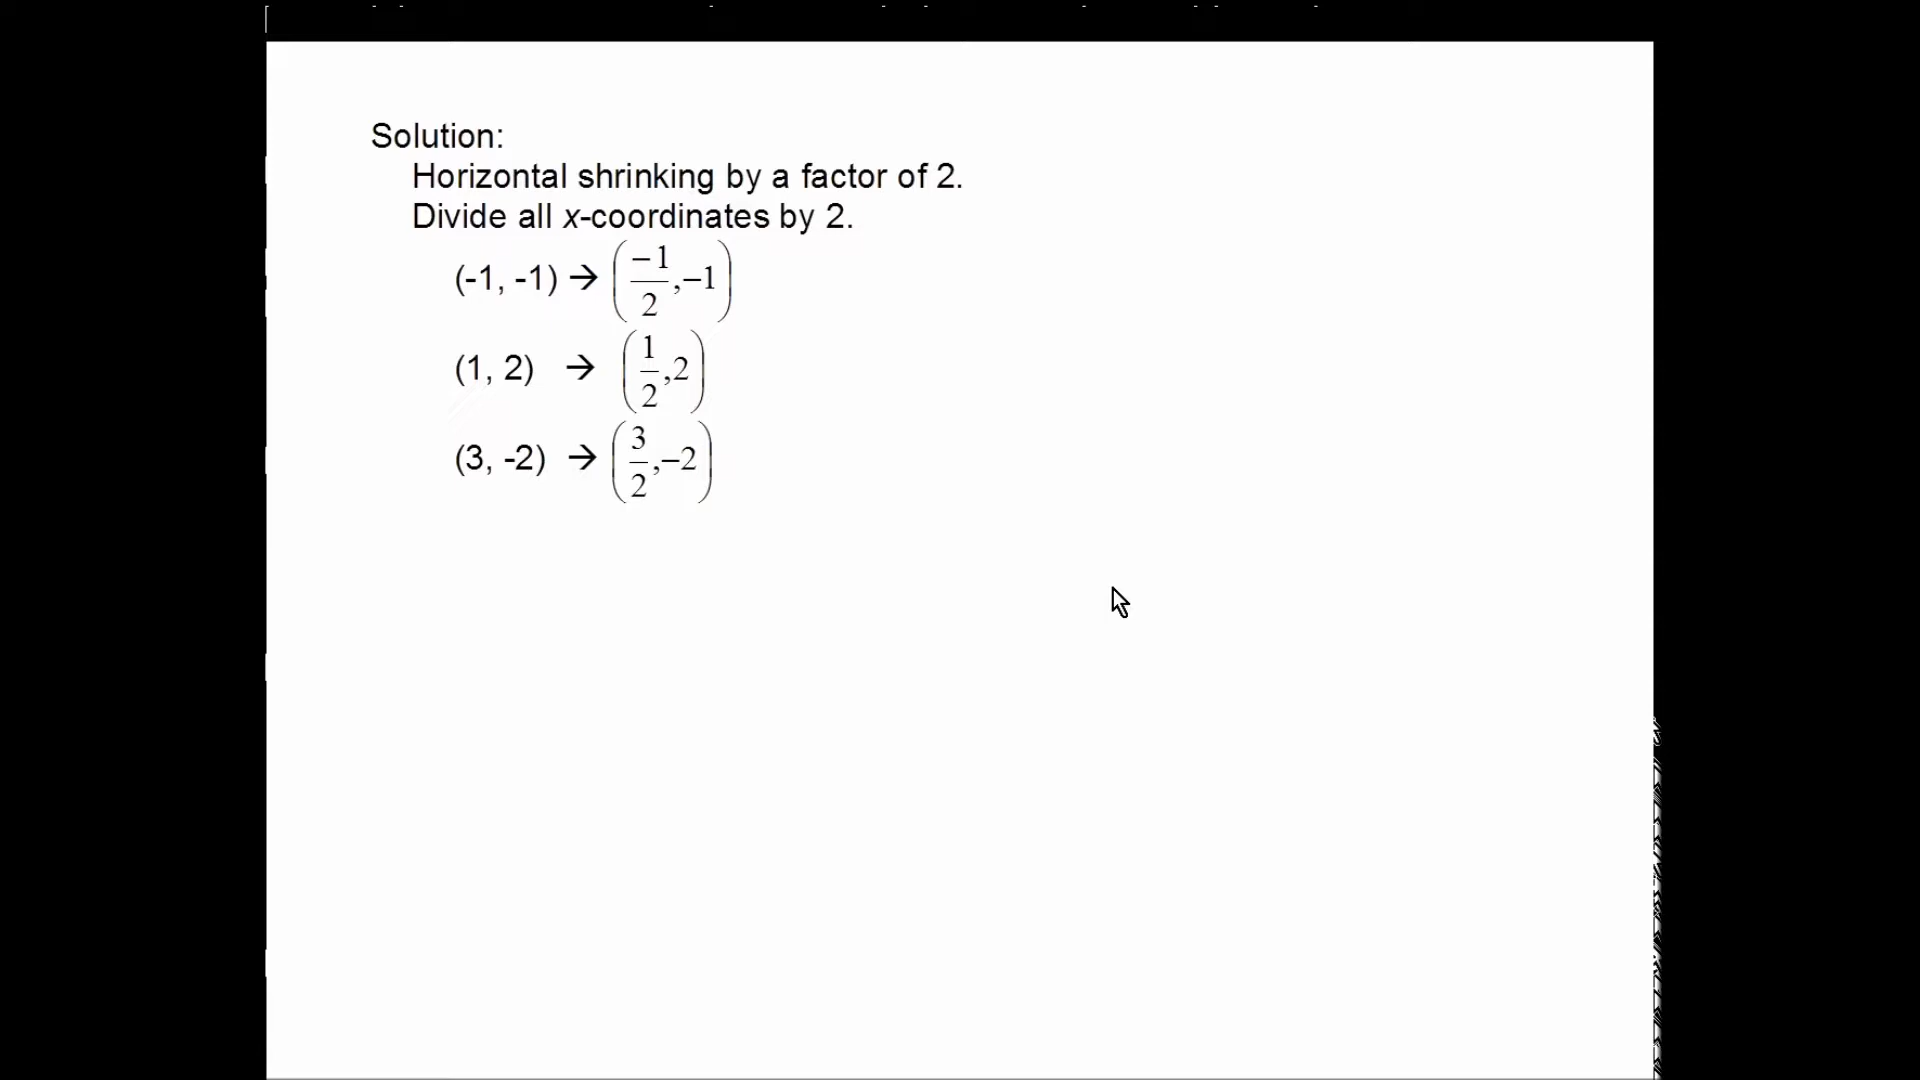 Solution:
Horizontal shrinking by a factor of 2.
Divide all x-coordinates by 2.
(-1, -1) → (−1/2,−1)
(1, 2) → (1/2,2)
(3, -2) → (3/2,−2)